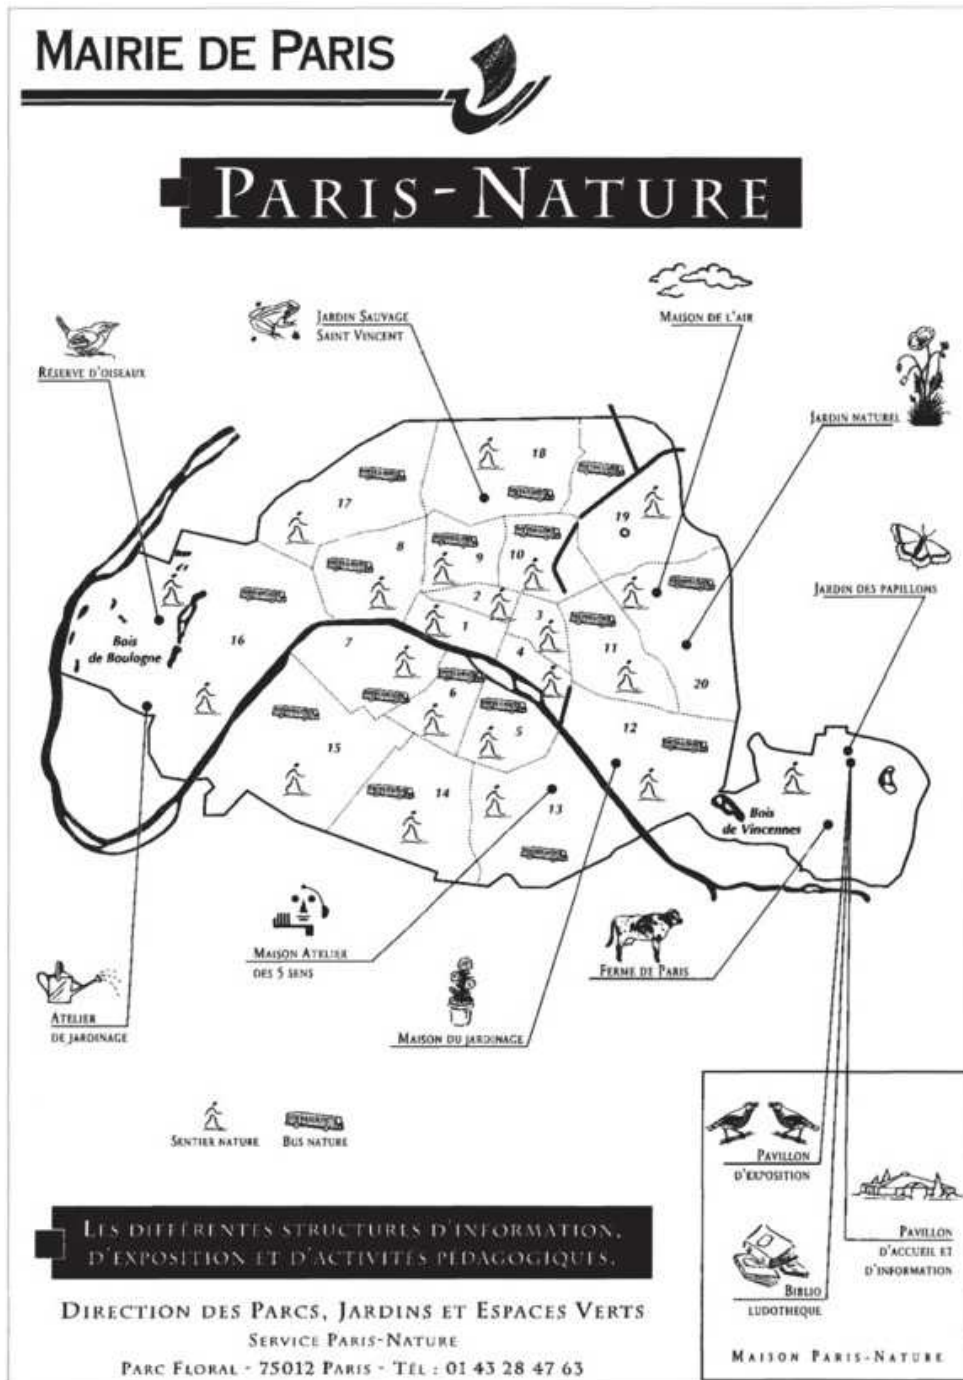 MAIRIE DE PARIS
PARIS-NATURE
MAISON DE L'AIR
JARDIN SAUVAGE
SAINT VINCENT
RÉSERVE D'OISEAUX
JARDIN NATUREL
JARDIN DES PAPILLONS
18
17
19
8
9
10
2
3
1
16
7
4
11
Bois
de Boulogne
6
20
5
12
15
14
13
Bois
de Vincennes
MAISON ATELIER
DES 5 SENS
FERME DE PARIS
ATELIER
DE JARDINAGE
MAISON DU JARDINAGE
SENTIER NATURE
BUS NATURE
PAVILLON
D'EXPOSITION
PAVILLON
D'ACCUEIL ET
D'INFORMATION
BIBLIO
LUDOTHEQUE
MAISON PARIS-NATURE
LES DIFFÉRENTES STRUCTURES D'INFORMATION,
D'EXPOSITION ET D'ACTIVITÉS PÉDAGOGIQUES.
DIRECTION DES PARCS, JARDINS ET ESPACES VERTS
SERVICE PARIS-NATURE
PARC FLORAL - 75012 PARIS - TÉL : 01 43 28 47 63